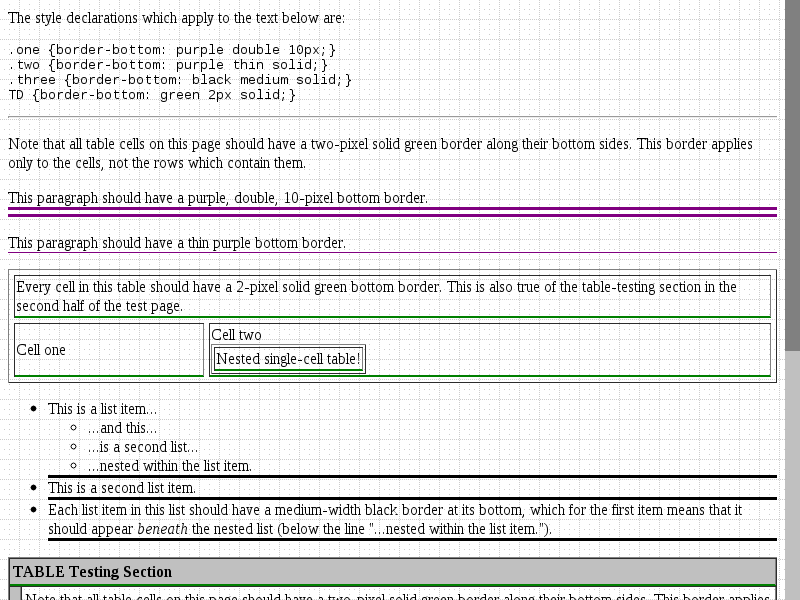 The style declarations which apply to the text below are:
.one {border-bottom: purple double 10px;}
.two {border-bottom: purple thin solid;}
.three {border-bottom: black medium solid;}
TD {border-bottom: green 2px solid;}
Note that all table cells on this page should have a two-pixel solid green border along their bottom sides. This border applies
only to the cells, not the rows which contain them.
This paragraph should have a purple, double, 10-pixel bottom border.
This paragraph should have a thin purple bottom border.
Every cell in this table should have a 2-pixel solid green bottom border. This is also true of the table-testing section in the
second half of the test page.
Cell one
Cell two
Nested single-cell table!
This is a list item...
...and this...
...is a second list...
...nested within the list item.
This is a second list item.
Each list item in this list should have a medium-width black border at its bottom, which for the first item means that it
should appear beneath the nested list (below the line "...nested within the list item.").
TABLE Testing Section
Note that all table cells on this page should have a two-pixel solid green border along their bottom sides. This border applies